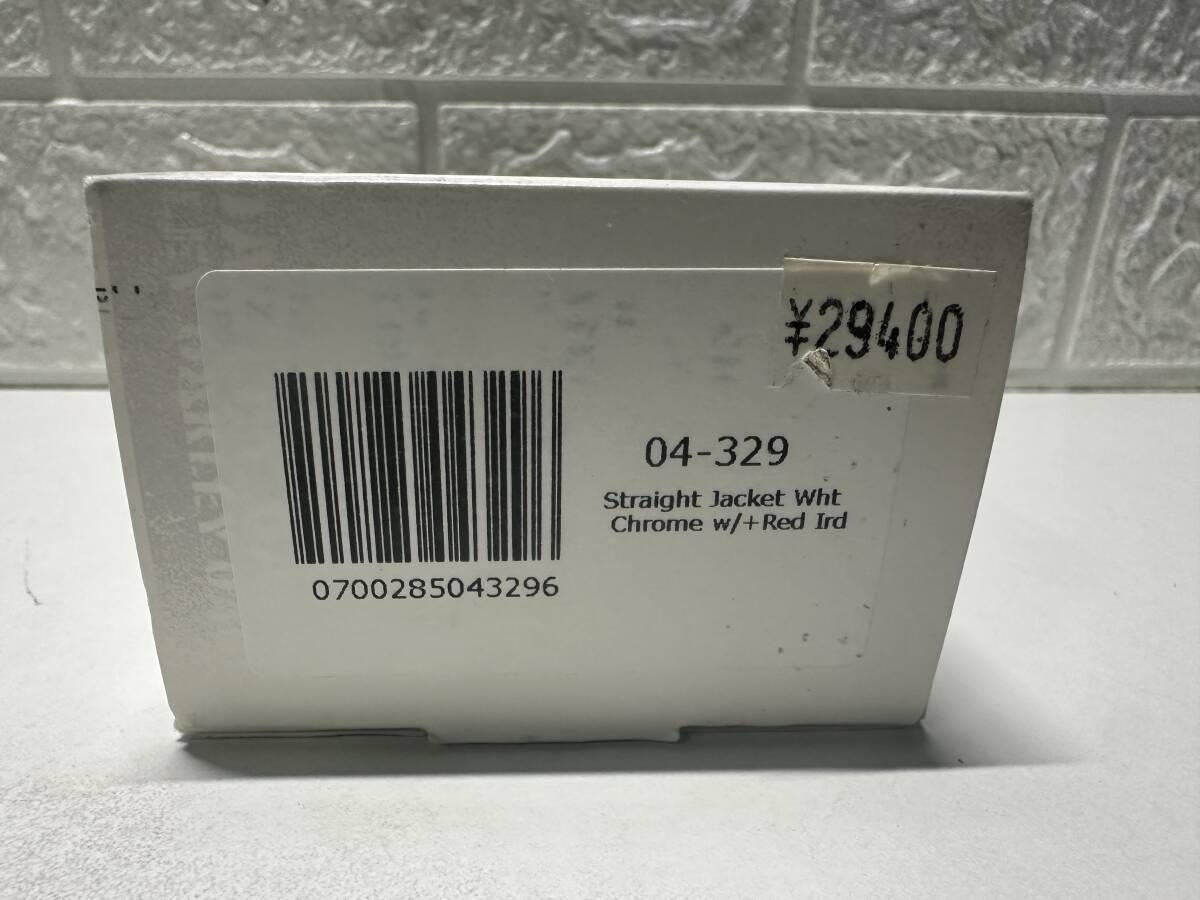 ¥29400
04-329
Straight Jacket Wht
Chrome w/+Red Ird
0700285043296